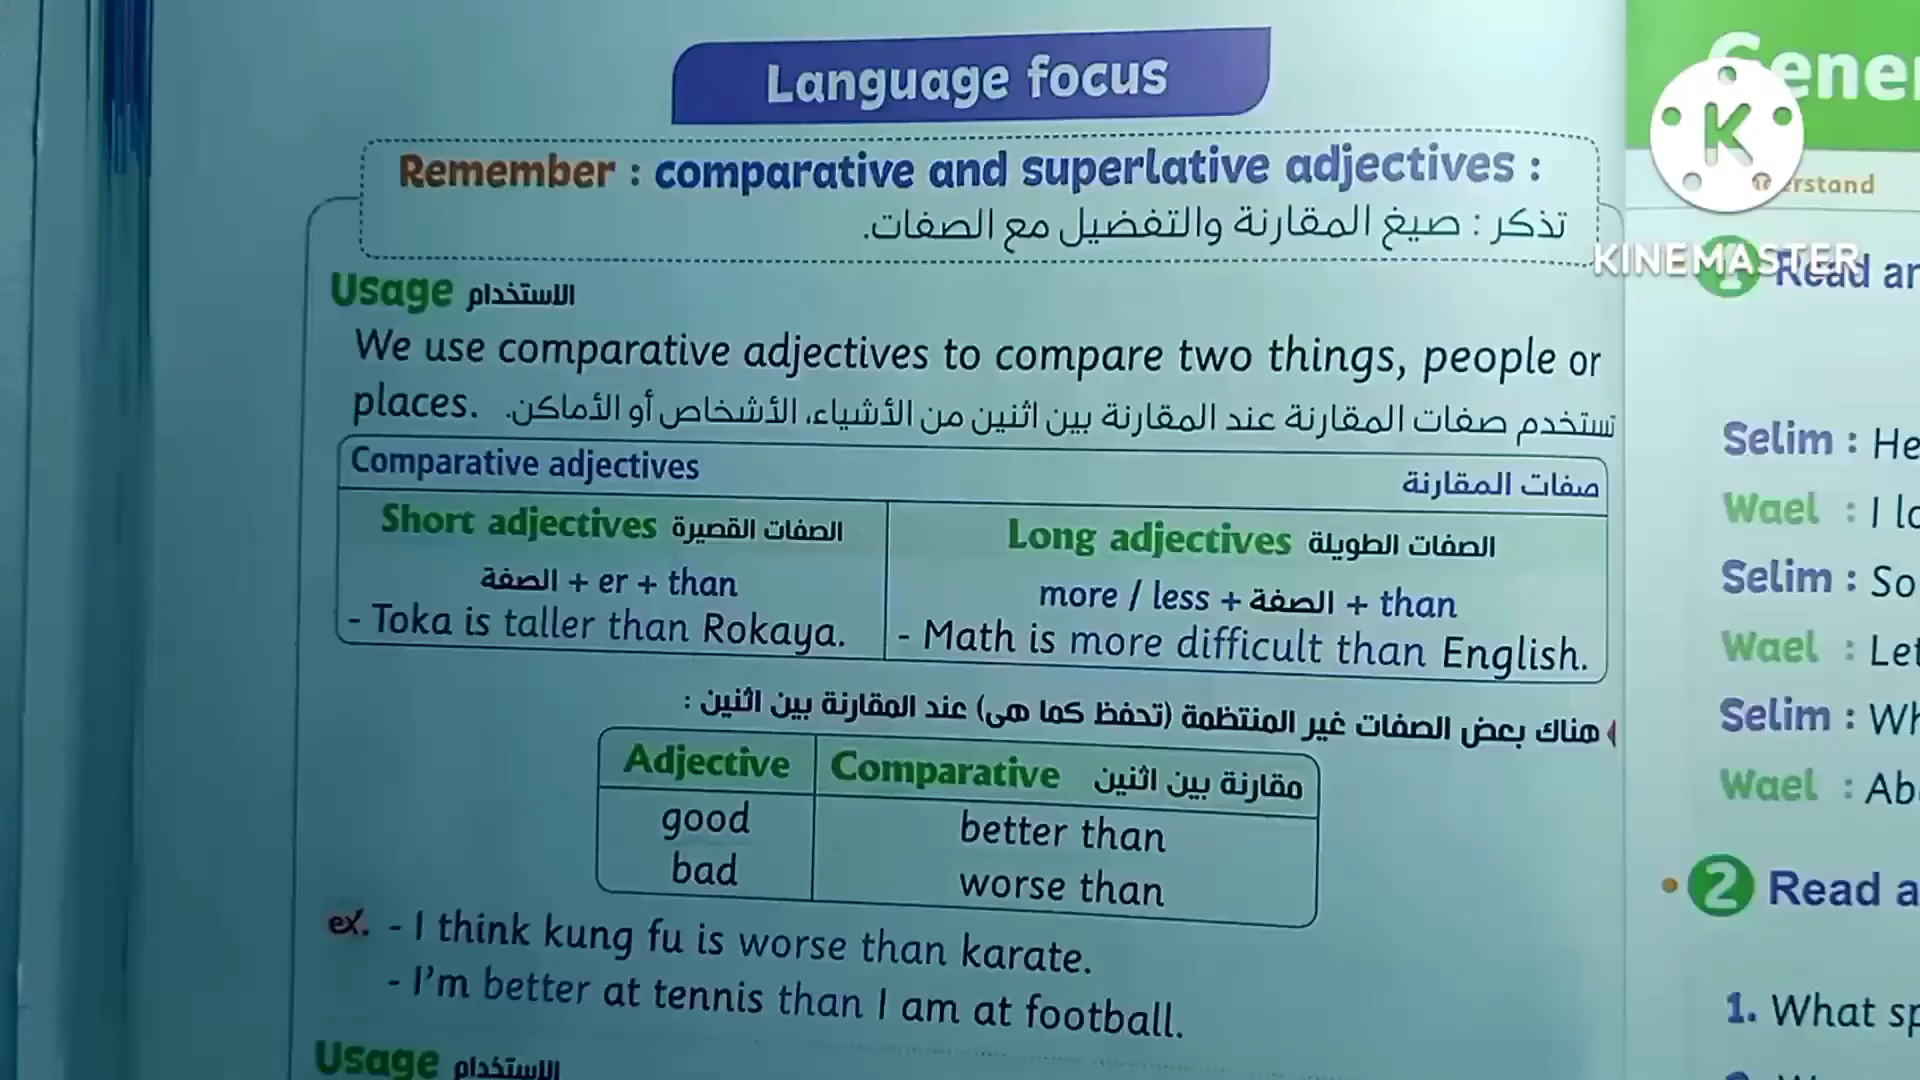 Language focus
Remember : comparative and superlative adjectives :
تذكر : صيغ المقارنة والتفضيل مع الصفات.
Usage الاستخدام
We use comparative adjectives to compare two things, people or
places. تستخدم صفات المقارنة عند المقارنة بين اثنين من الأشياء، الأشخاص أو الأماكن.
Comparative adjectives صفات المقارنة
Short adjectives الصفات القصيرة
الصفة + er + than
- Toka is taller than Rokaya.
Long adjectives الصفات الطويلة
more / less + الصفة + than
- Math is more difficult than English.
هناك بعض الصفات غير المنتظمة (تحفظ كما هى) عند المقارنة بين اثنين :
Adjective Comparative مقارنة بين اثنين
good better than
bad worse than
ex. - I think kung fu is worse than karate.
- I'm better at tennis than I am at football.
Usage الاستخدام
K
KINEMASTER
1 Read
Selim :
Wael : I
Selim : So
Wael :
Selim :
Wael :
2 Read
1. What